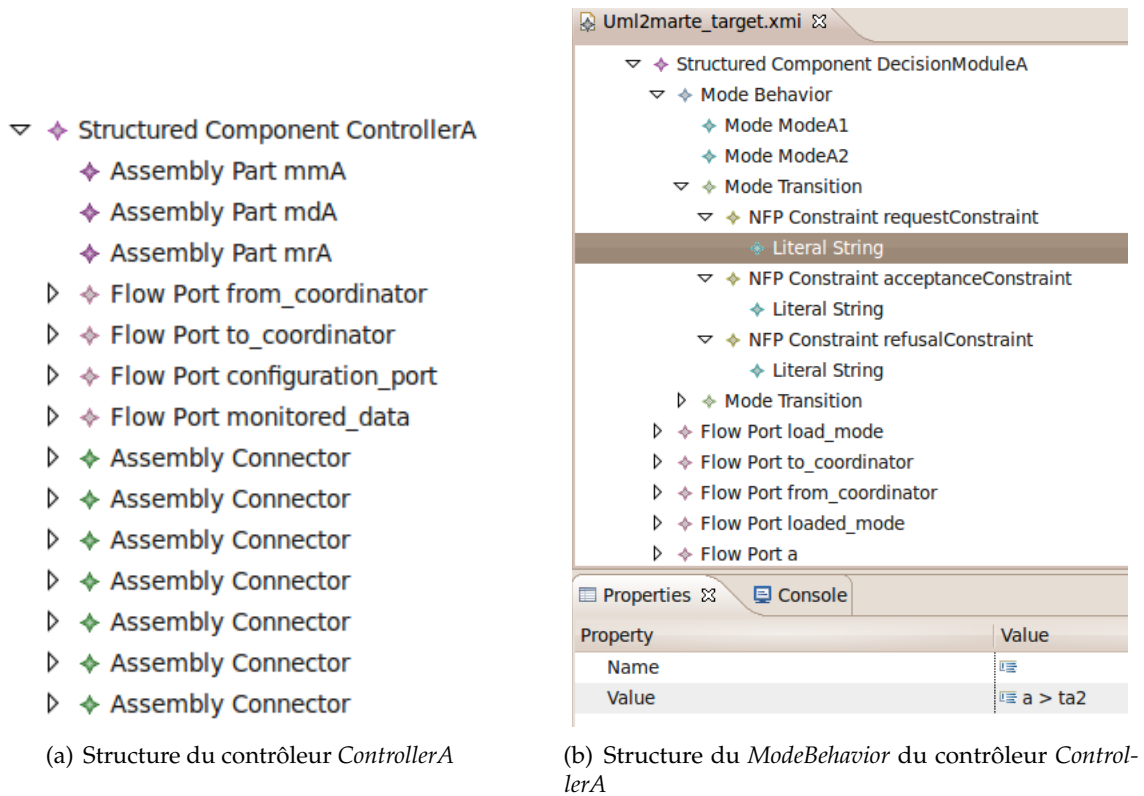 Structured Component ControllerA
Assembly Part mmA
Assembly Part mdA
Assembly Part mrA
Flow Port from_coordinator
Flow Port to_coordinator
Flow Port configuration_port
Flow Port monitored_data
Assembly Connector
Assembly Connector
Assembly Connector
Assembly Connector
Assembly Connector
Assembly Connector
Assembly Connector
(a) Structure du contrôleur ControllerA
Uml2marte_target.xmi
Structured Component DecisionModuleA
Mode Behavior
Mode ModeA1
Mode ModeA2
Mode Transition
NFP Constraint requestConstraint
Literal String
NFP Constraint acceptanceConstraint
Literal String
NFP Constraint refusalConstraint
Literal String
Mode Transition
Flow Port load_mode
Flow Port to_coordinator
Flow Port from_coordinator
Flow Port loaded_mode
Flow Port a
Properties Console
Property Value
Name
Value a > ta2
(b) Structure du ModeBehavior du contrôleur Control-
lerA